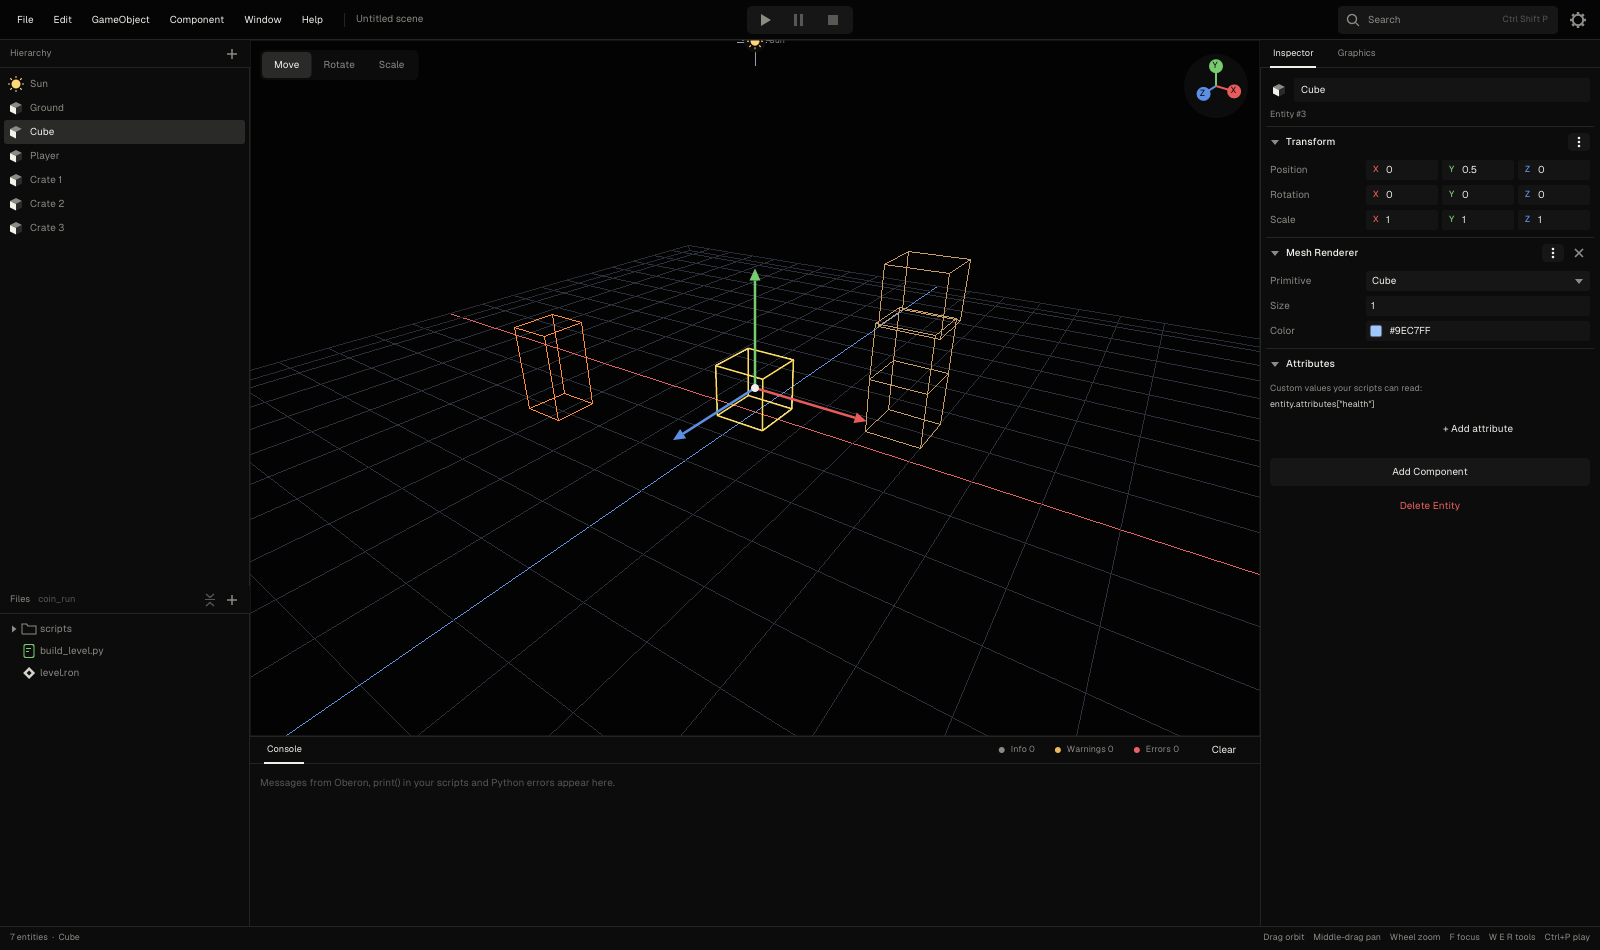 File Edit GameObject Component Window Help Untitled scene
Search Ctrl Shift P
Hierarchy
Sun
Ground
Cube
Player
Crate 1
Crate 2
Crate 3
Files coin_run
scripts
build_level.py
level.ron
Move Rotate Scale
Y
Z
X
Console
Info 0 Warnings 0 Errors 0 Clear
Messages from Oberon, print() in your scripts and Python errors appear here.
Inspector Graphics
Cube
Entity #3
Transform
Position X 0 Y 0.5 Z 0
Rotation X 0 Y 0 Z 0
Scale X 1 Y 1 Z 1
Mesh Renderer
Primitive Cube
Size 1
Color #9EC7FF
Attributes
Custom values your scripts can read:
entity.attributes["health"]
+ Add attribute
Add Component
Delete Entity
7 entities · Cube
Drag orbit Middle-drag pan Wheel zoom F focus W E R tools Ctrl+P play